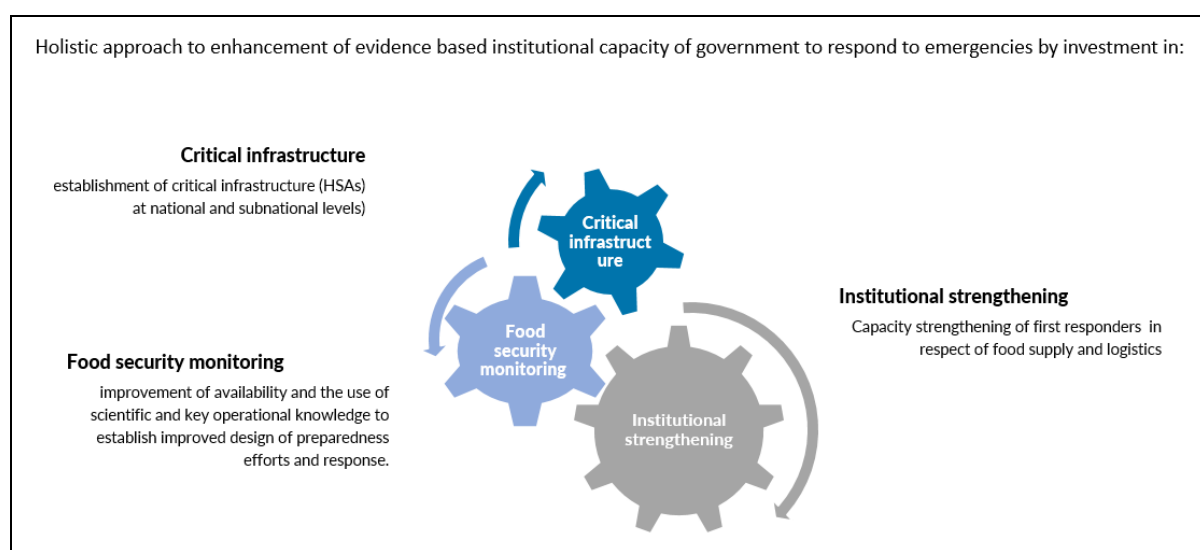 Holistic approach to enhancement of evidence based institutional capacity of government to respond to emergencies by investment in:
Critical infrastructure
establishment of critical infrastructure (HSAs)
at national and subnational levels)
Critical
infrastruct
ure
Food
security
monitoring
Institutional
strengthening
Institutional strengthening
Capacity strengthening of first responders in
respect of food supply and logistics
Food security monitoring
improvement of availability and the use of
scientific and key operational knowledge to
establish improved design of preparedness
efforts and response.